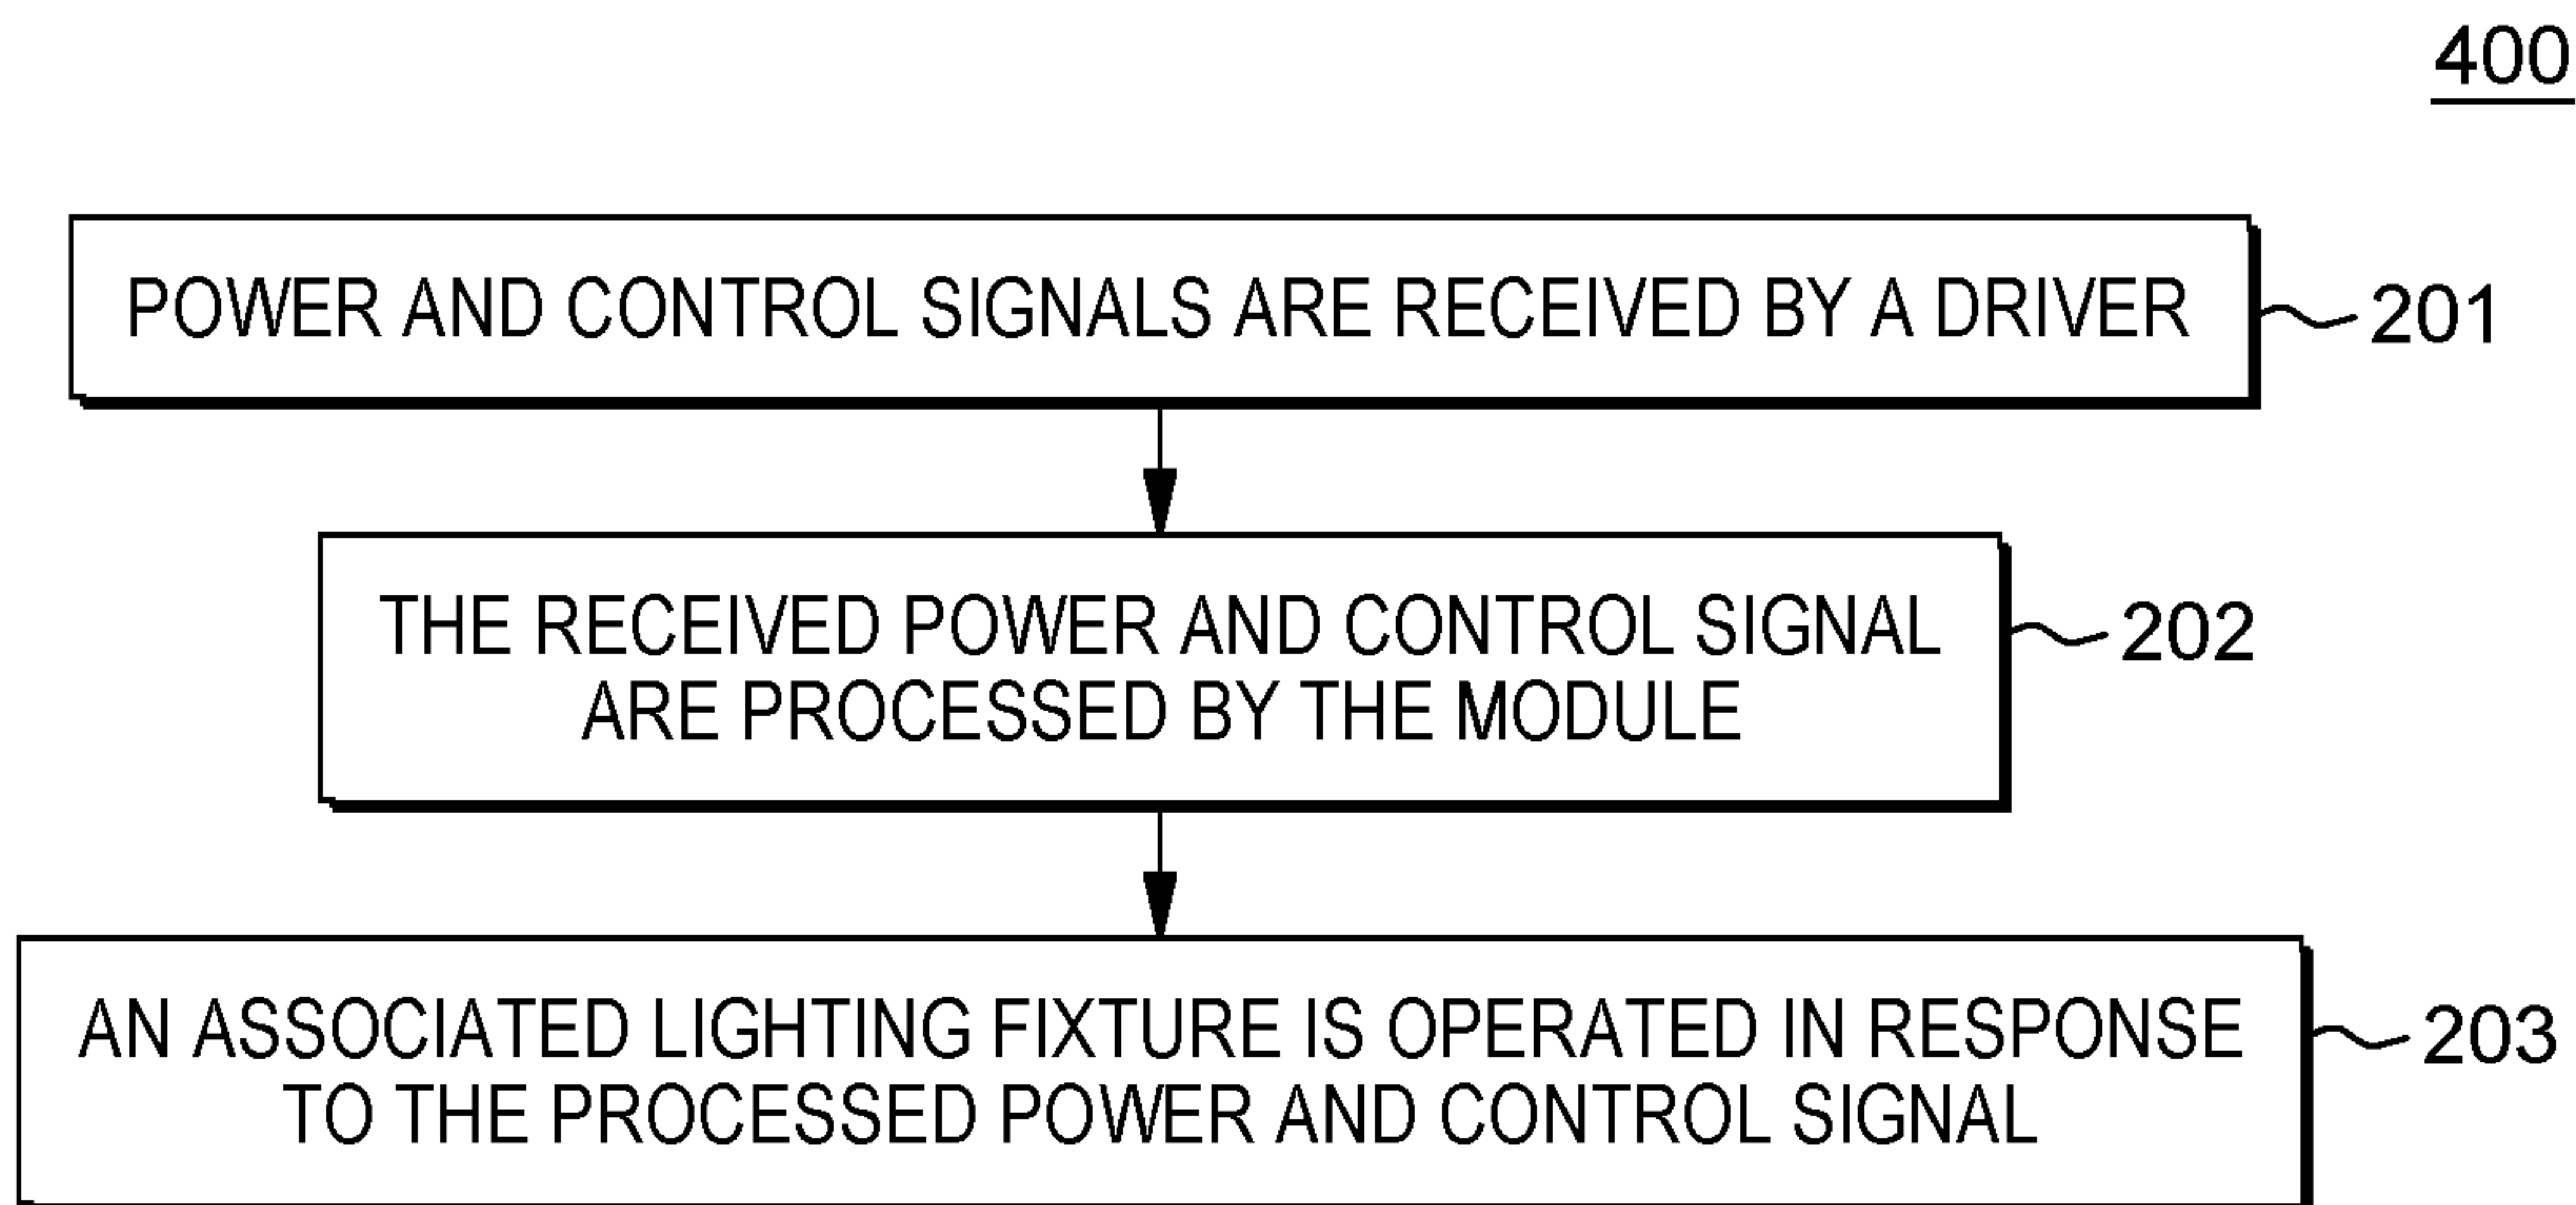 400
POWER AND CONTROL SIGNALS ARE RECEIVED BY A DRIVER
201
THE RECEIVED POWER AND CONTROL SIGNAL
ARE PROCESSED BY THE MODULE
202
AN ASSOCIATED LIGHTING FIXTURE IS OPERATED IN RESPONSE
TO THE PROCESSED POWER AND CONTROL SIGNAL
203